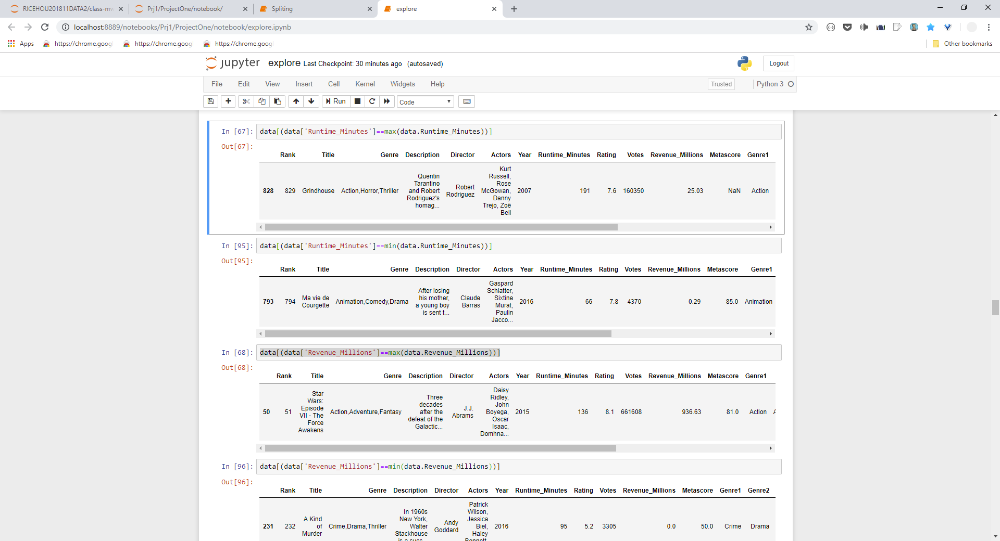 RICEHOU201811DATA2/class-mw
Prj1/ProjectOne/notebook/
Spliting
explore
localhost:8889/notebooks/Prj1/ProjectOne/notebook/explore.ipynb
Apps https://chrome.googl https://chrome.googl https://chrome.googl Other bookmarks
jupyter explore Last Checkpoint: 30 minutes ago (autosaved) Logout
File Edit View Insert Cell Kernel Widgets Help Trusted Python 3
Run Code
In [67]: data[(data['Runtime_Minutes']==max(data.Runtime_Minutes))]
Out[67]:
Rank Title Genre Description Director Actors Year Runtime_Minutes Rating Votes Revenue_Millions Metascore Genre1
828 829 Grindhouse Action,Horror,Thriller
Quentin
Tarantino
and Robert
Rodriguez's
homag...
Robert
Rodriguez
Kurt
Russell,
Rose
McGowan,
Danny
Trejo, Zoë
Bell
2007 191 7.6 160350 25.03 NaN Action
In [95]: data[(data['Runtime_Minutes']==min(data.Runtime_Minutes))]
Out[95]:
Rank Title Genre Description Director Actors Year Runtime_Minutes Rating Votes Revenue_Millions Metascore Genre1
793 794
Ma vie de
Courgette
Animation,Comedy,Drama
After losing
his mother,
a young boy
is sent t...
Claude
Barras
Gaspard
Schlatter,
Sixtine
Murat,
Paulin
Jacco...
2016 66 7.8 4370 0.29 85.0 Animation
In [68]: data[(data['Revenue_Millions']==max(data.Revenue_Millions))]
Out[68]:
Rank Title Genre Description Director Actors Year Runtime_Minutes Rating Votes Revenue_Millions Metascore Genre1
50 51
Star
Wars:
Episode
VII - The
Force
Awakens
Action,Adventure,Fantasy
Three
decades
after the
defeat of the
Galactic...
J.J.
Abrams
Daisy
Ridley,
John
Boyega,
Oscar
Isaac,
Domhna...
2015 136 8.1 661608 936.63 81.0 Action
In [96]: data[(data['Revenue_Millions']==min(data.Revenue_Millions))]
Out[96]:
Rank Title Genre Description Director Actors Year Runtime_Minutes Rating Votes Revenue_Millions Metascore Genre1 Genre2
231 232
A Kind
of
Murder
Crime,Drama,Thriller
In 1960s
New York,
Walter
Stackhouse
is a succ...
Andy
Goddard
Patrick
Wilson,
Jessica
Biel,
Haley
Bennett,
2016 95 5.2 3305 0.0 50.0 Crime Drama